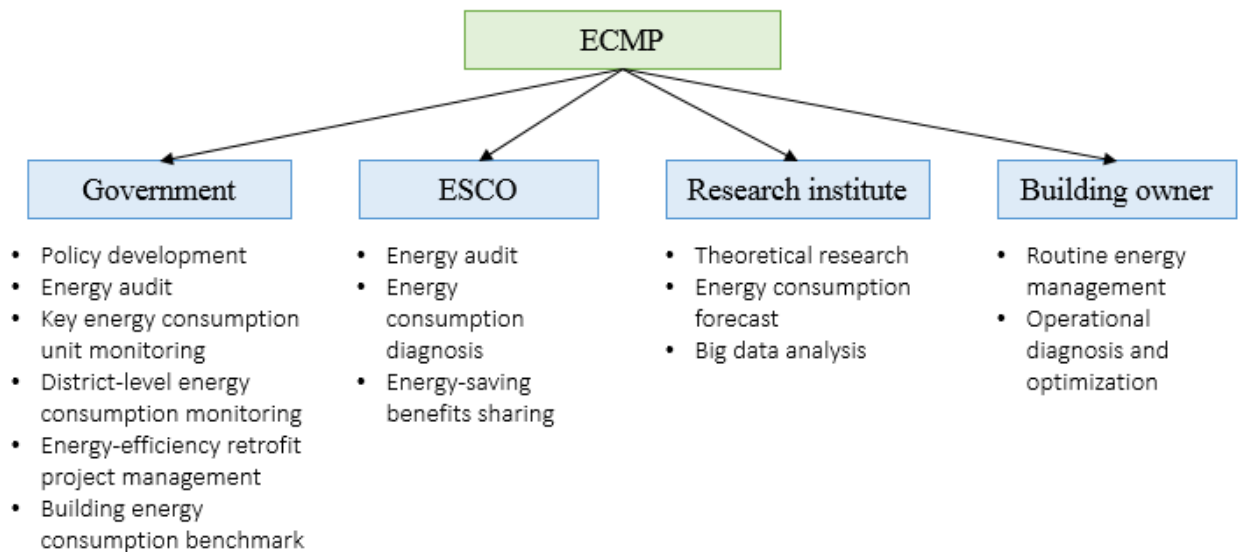 ECMP
Government
• Policy development
• Energy audit
• Key energy consumption
unit monitoring
• District-level energy
consumption monitoring
• Energy-efficiency retrofit
project management
• Building energy
consumption benchmark
ESCO
• Energy audit
• Energy
consumption
diagnosis
• Energy-saving
benefits sharing
Research institute
• Theoretical research
• Energy consumption
forecast
• Big data analysis
Building owner
• Routine energy
management
• Operational
diagnosis and
optimization